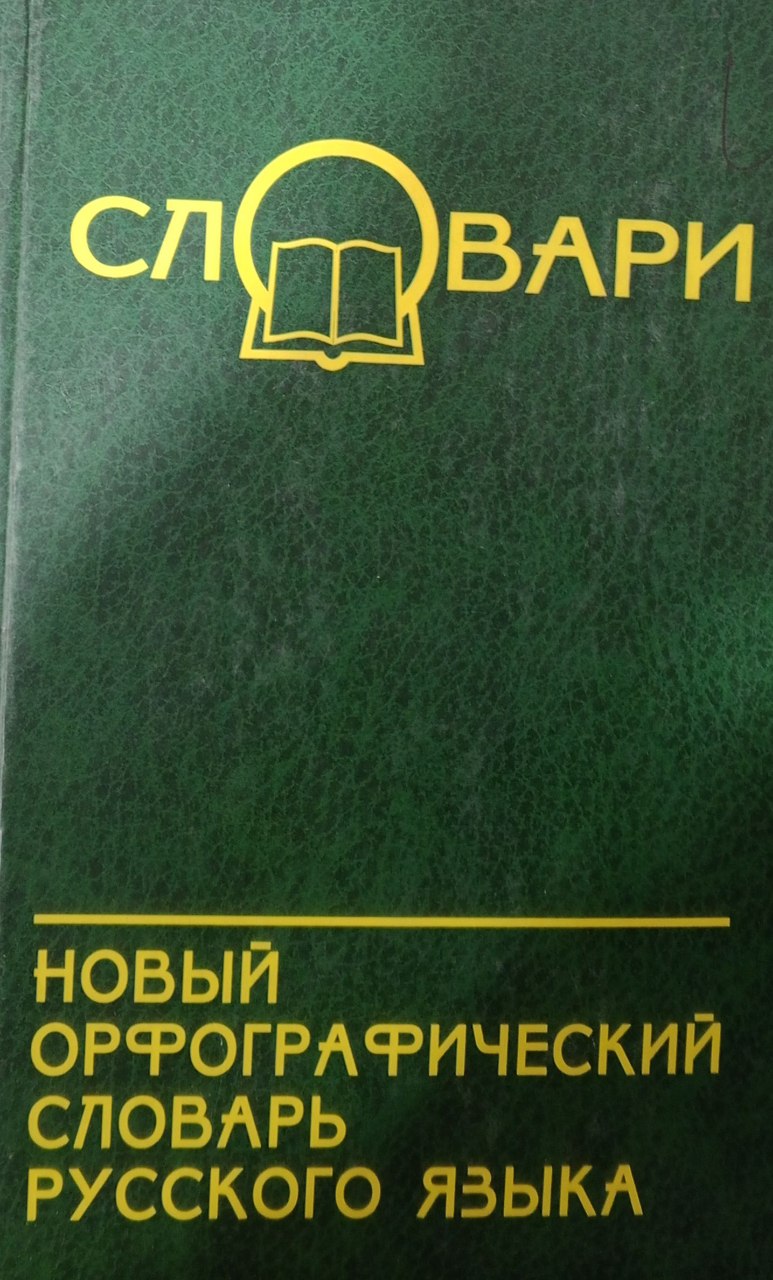 СЛОВАРИ
НОВЫЙ
ОРФОГРАФИЧЕСКИЙ
СЛОВАРЬ
РУССКОГО ЯЗЫКА